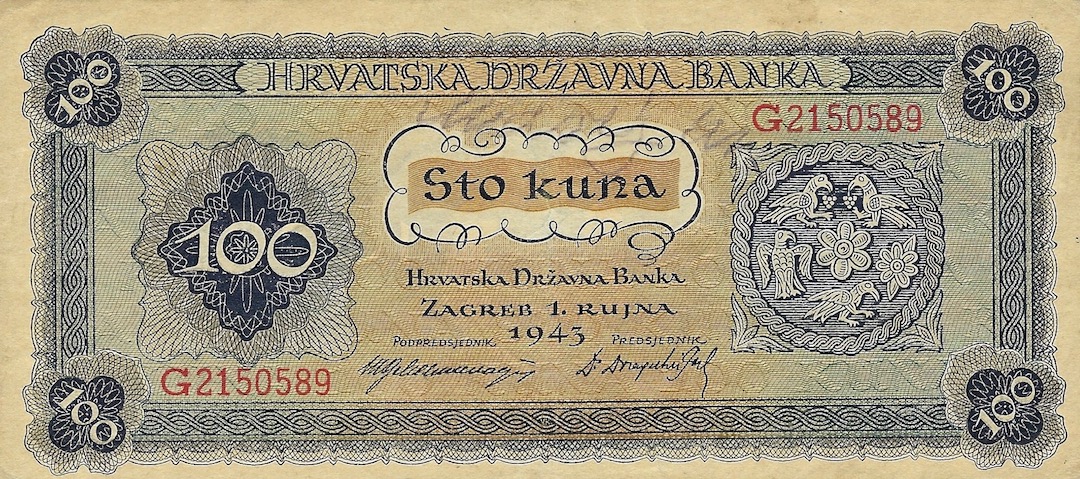 100 100
HRVATSKA DRŽAVNA BANKA
G2150589
Sto kuna
100
HRVATSKA DRŽAVNA BANKA
ZAGREB 1. RUJNA
1943
PODPREDSJEDNIK PREDSJEDNIK
G2150589
100 100